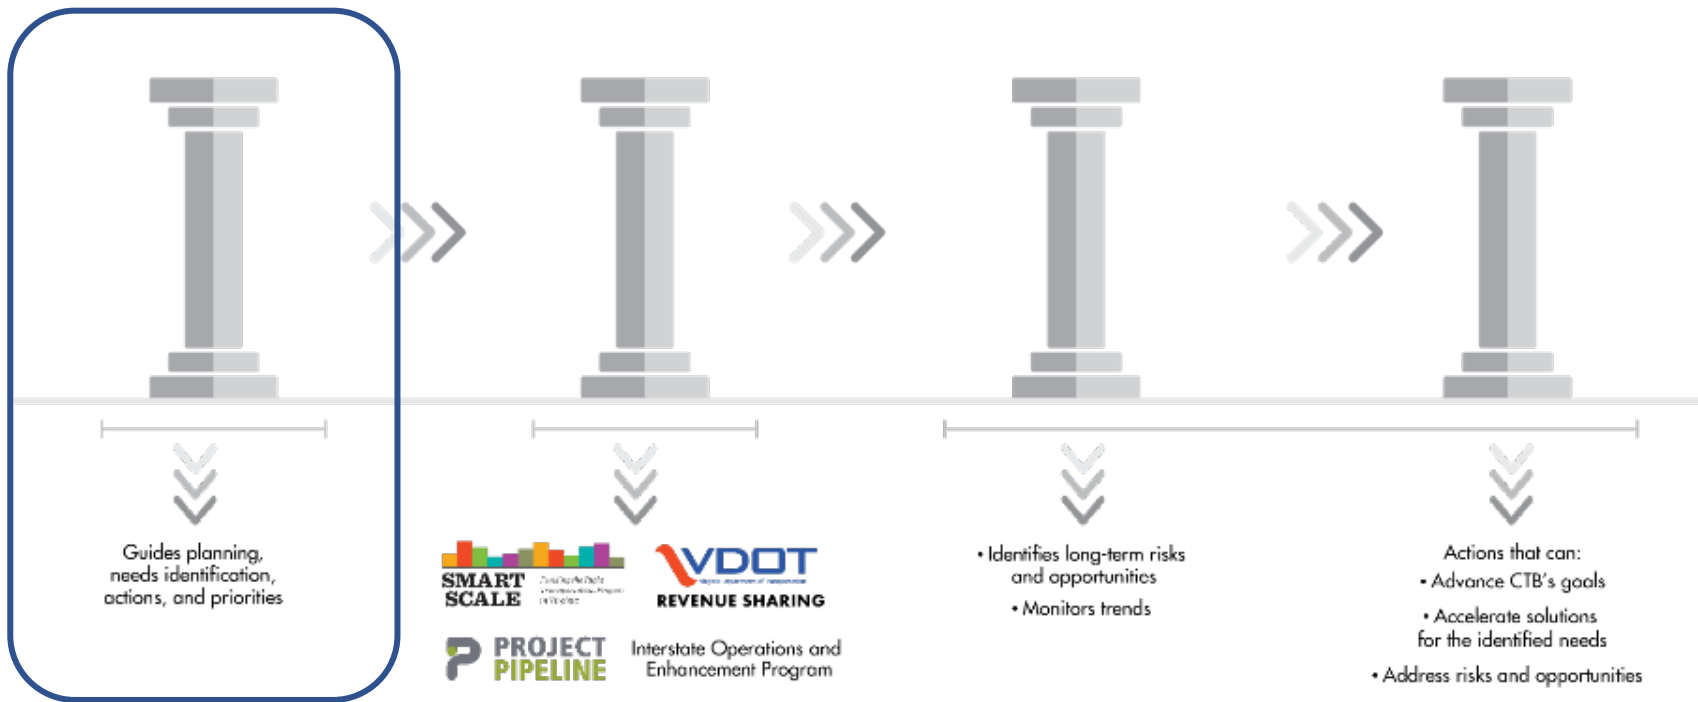 Guides planning,
needs identification,
actions, and priorities
SMART
SCALE
VDOT
REVENUE SHARING
PROJECT
PIPELINE
Interstate Operations and
Enhancement Program
• Identifies long-term risks
and opportunities
• Monitors trends
Actions that can:
• Advance CTB's goals
• Accelerate solutions
for the identified needs
• Address risks and opportunities